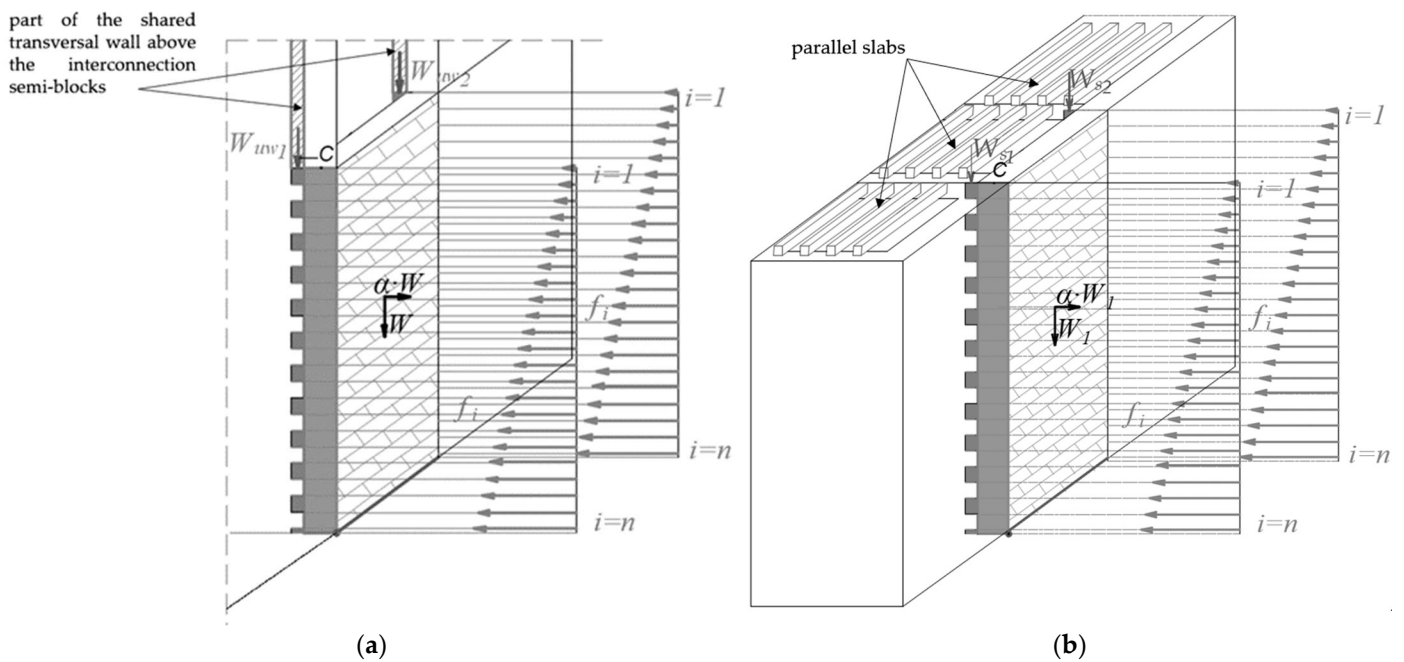 part of the shared
transversal wall above
the interconnection
semi-blocks
W_uw2
W_uw1
C
i=1
i=1
α·W
W
f_i
f_i
i=n
i=n
(a)
parallel slabs
W_s2
W_s1
C
i=1
i=1
α·W_1
W_1
f_i
f_i
i=n
i=n
(b)